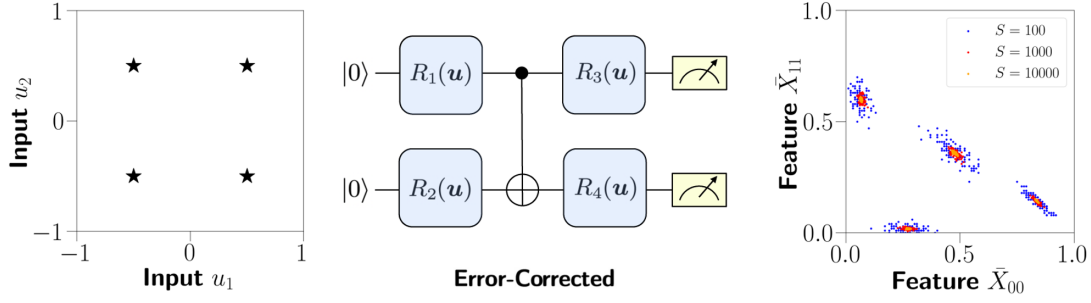 1
0
−1
Input u₂
−1
0
1
Input u₁
|0⟩
R₁(u)
R₃(u)
|0⟩
R₂(u)
R₄(u)
Error-Corrected
1.0
0.5
0.0
Feature X̄₁₁
S = 100
S = 1000
S = 10000
0.0
0.5
1.0
Feature X̄₀₀